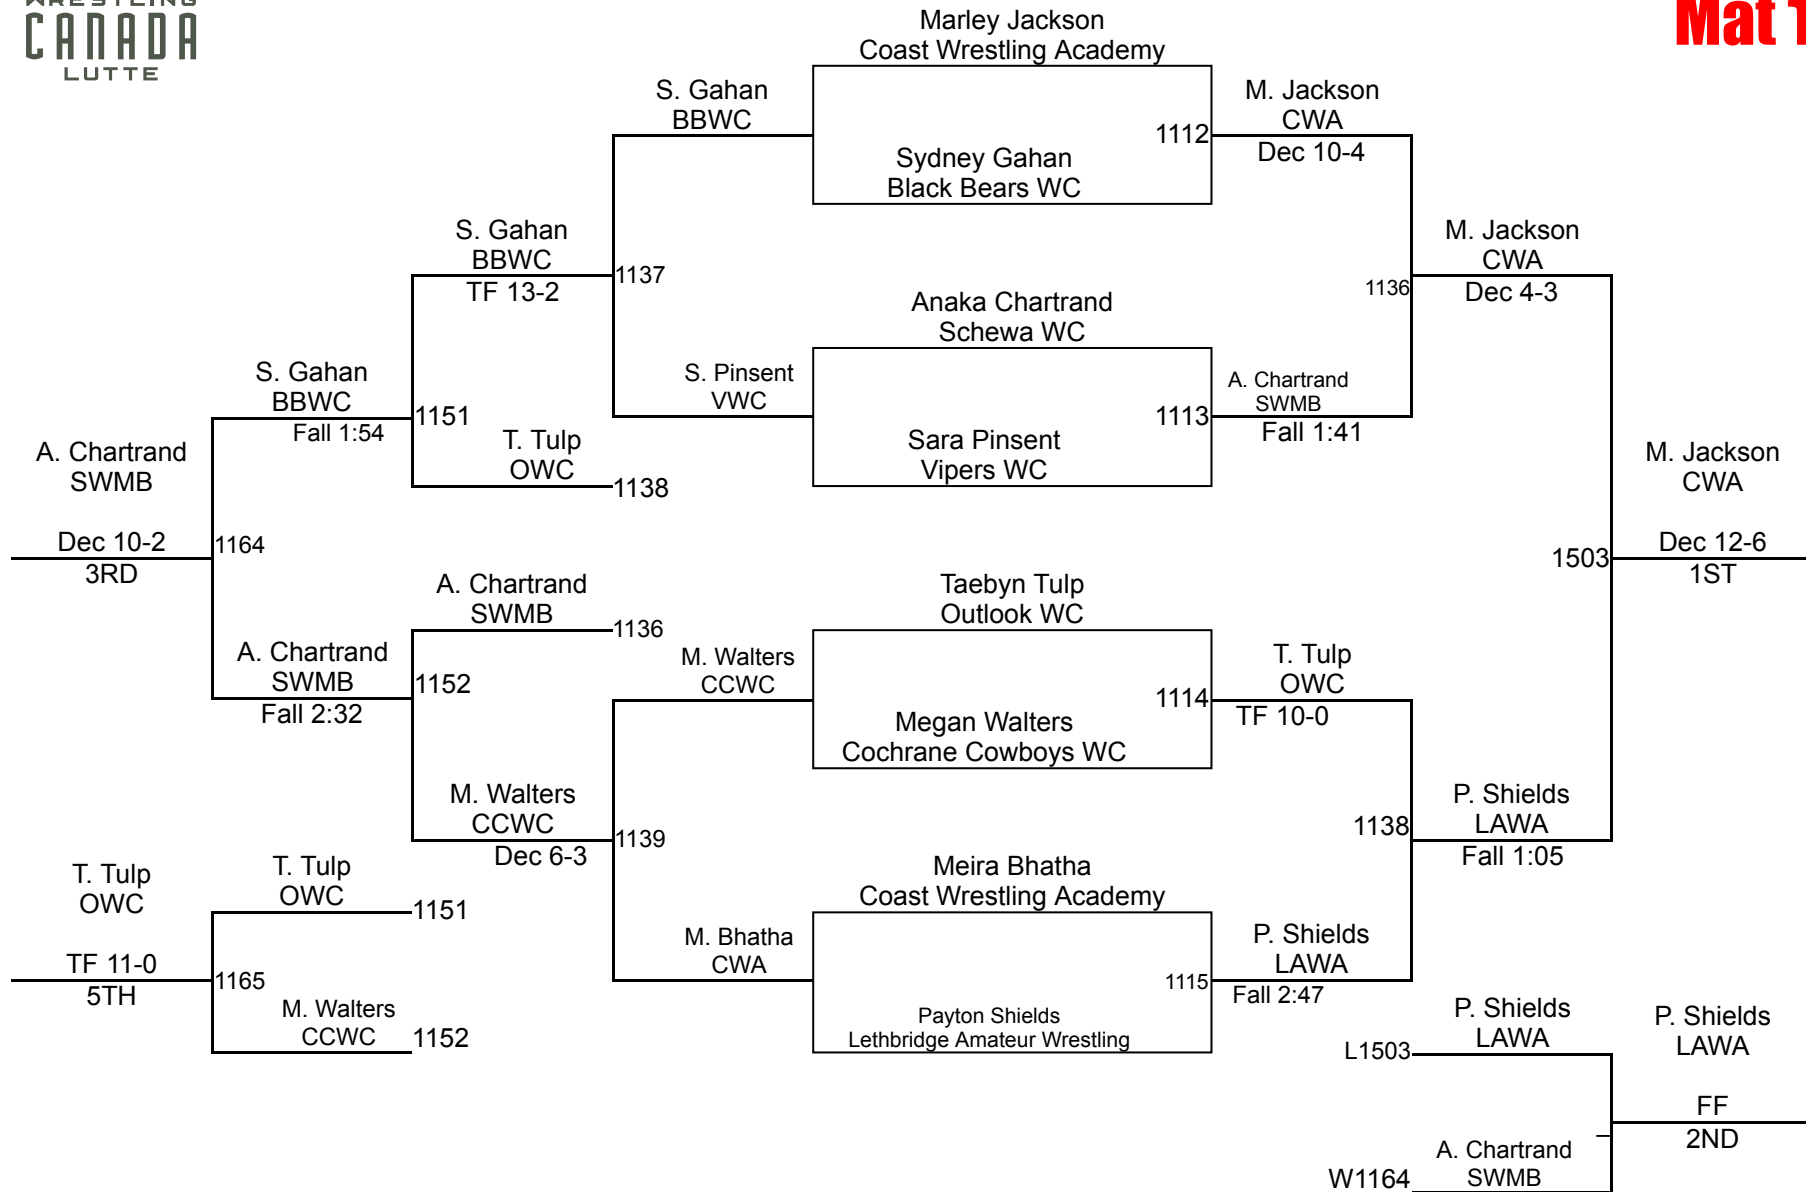 WRESTLING
CANADA
LUTTE
Mat 1
Marley Jackson
Coast Wrestling Academy
S. Gahan
BBWC
M. Jackson
CWA
1112
Dec 10-4
Sydney Gahan
Black Bears WC
S. Gahan
BBWC
TF 13-2
1137
M. Jackson
CWA
Dec 4-3
1136
Anaka Chartrand
Schewa WC
S. Gahan
BBWC
Fall 1:54
1151
S. Pinsent
VWC
A. Chartrand
SWMB
1113
Fall 1:41
T. Tulp
OWC
1138
Sara Pinsent
Vipers WC
A. Chartrand
SWMB
M. Jackson
CWA
Dec 10-2
3RD
1164
1503
Dec 12-6
1ST
A. Chartrand
SWMB
1136
Taebyn Tulp
Outlook WC
A. Chartrand
SWMB
Fall 2:32
1152
M. Walters
CCWC
T. Tulp
OWC
1114
TF 10-0
Megan Walters
Cochrane Cowboys WC
M. Walters
CCWC
Dec 6-3
1139
1138
P. Shields
LAWA
Fall 1:05
T. Tulp
OWC
T. Tulp
OWC
1151
Meira Bhatha
Coast Wrestling Academy
TF 11-0
5TH
1165
M. Bhatha
CWA
P. Shields
LAWA
1115
Fall 2:47
M. Walters
CCWC
1152
Payton Shields
Lethbridge Amateur Wrestling
P. Shields
LAWA
L1503
P. Shields
LAWA
FF
2ND
A. Chartrand
SWMB
W1164